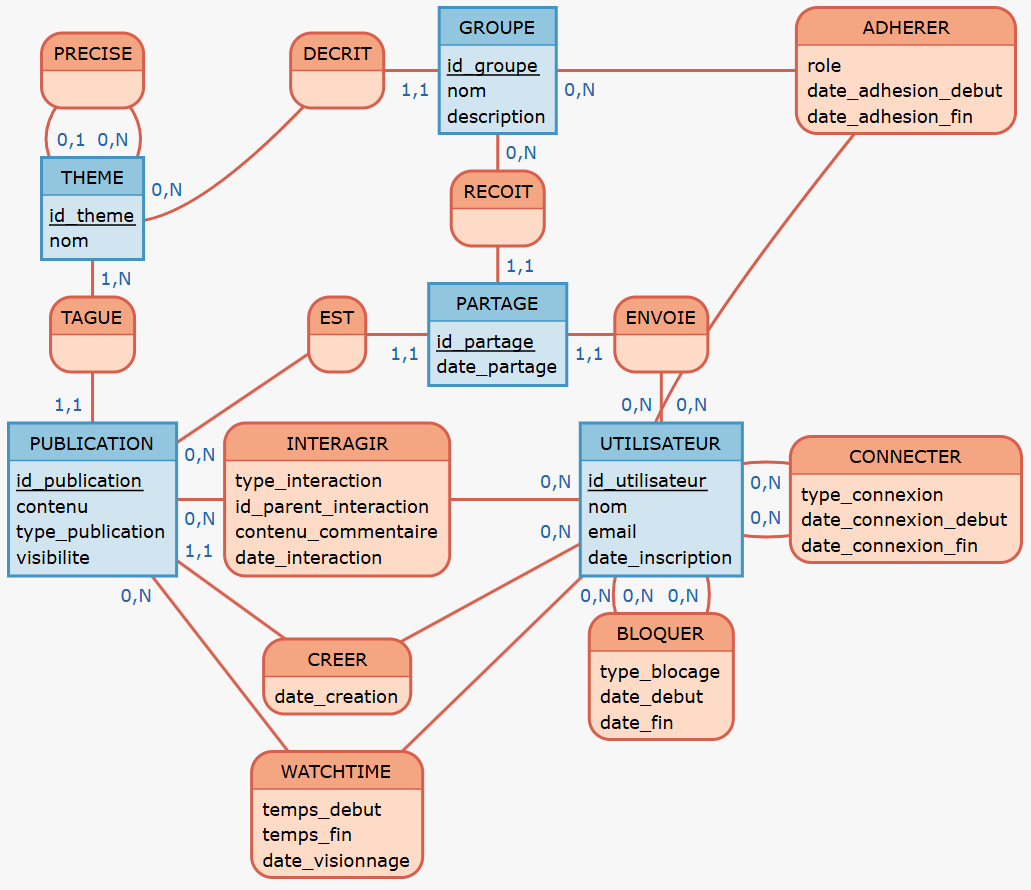 PRECISE
DECRIT
GROUPE
id_groupe
nom
description
ADHERER
role
date_adhesion_debut
date_adhesion_fin
1,1
0,N
0,1 0,N
0,N
THEME
id_theme
nom
0,N
RECOIT
1,N
1,1
TAGUE
EST
PARTAGE
id_partage
date_partage
ENVOIE
1,1
1,1
1,1
0,N
0,N
PUBLICATION
id_publication
contenu
type_publication
visibilite
0,N
0,N
1,1
0,N
INTERAGIR
type_interaction
id_parent_interaction
contenu_commentaire
date_interaction
0,N
0,N
UTILISATEUR
id_utilisateur
nom
email
date_inscription
0,N
0,N
CONNECTER
type_connexion
date_connexion_debut
date_connexion_fin
0,N
0,N
0,N
BLOQUER
type_blocage
date_debut
date_fin
CREER
date_creation
WATCHTIME
temps_debut
temps_fin
date_visionnage